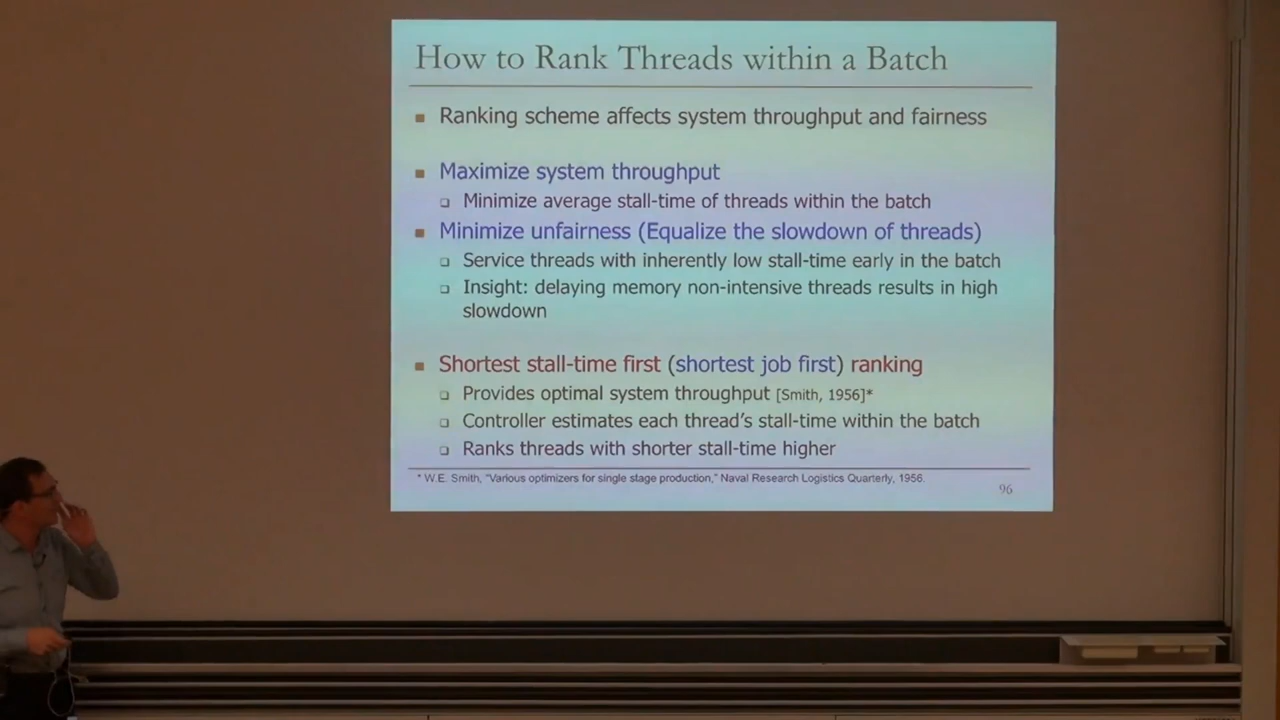 How to Rank Threads within a Batch
Ranking scheme affects system throughput and fairness
Maximize system throughput
Minimize average stall-time of threads within the batch
Minimize unfairness (Equalize the slowdown of threads)
Service threads with inherently low stall-time early in the batch
Insight: delaying memory non-intensive threads results in high
slowdown
Shortest stall-time first (shortest job first) ranking
Provides optimal system throughput [Smith, 1956]*
Controller estimates each thread's stall-time within the batch
Ranks threads with shorter stall-time higher
* W.E. Smith, "Various optimizers for single stage production," Naval Research Logistics Quarterly, 1956.
96